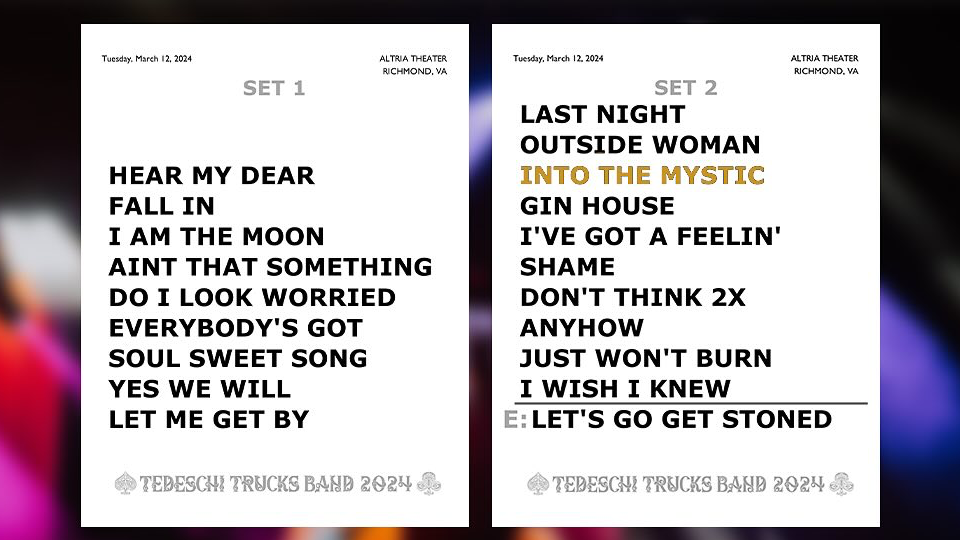 Tuesday, March 12, 2024
ALTRIA THEATER
RICHMOND, VA
SET 1
HEAR MY DEAR
FALL IN
I AM THE MOON
AINT THAT SOMETHING
DO I LOOK WORRIED
EVERYBODY'S GOT
SOUL SWEET SONG
YES WE WILL
LET ME GET BY
TEDESCHI TRUCKS BAND 2024
Tuesday, March 12, 2024
ALTRIA THEATER
RICHMOND, VA
SET 2
LAST NIGHT
OUTSIDE WOMAN
INTO THE MYSTIC
GIN HOUSE
I'VE GOT A FEELIN'
SHAME
DON'T THINK 2X
ANYHOW
JUST WON'T BURN
I WISH I KNEW
E: LET'S GO GET STONED
TEDESCHI TRUCKS BAND 2024